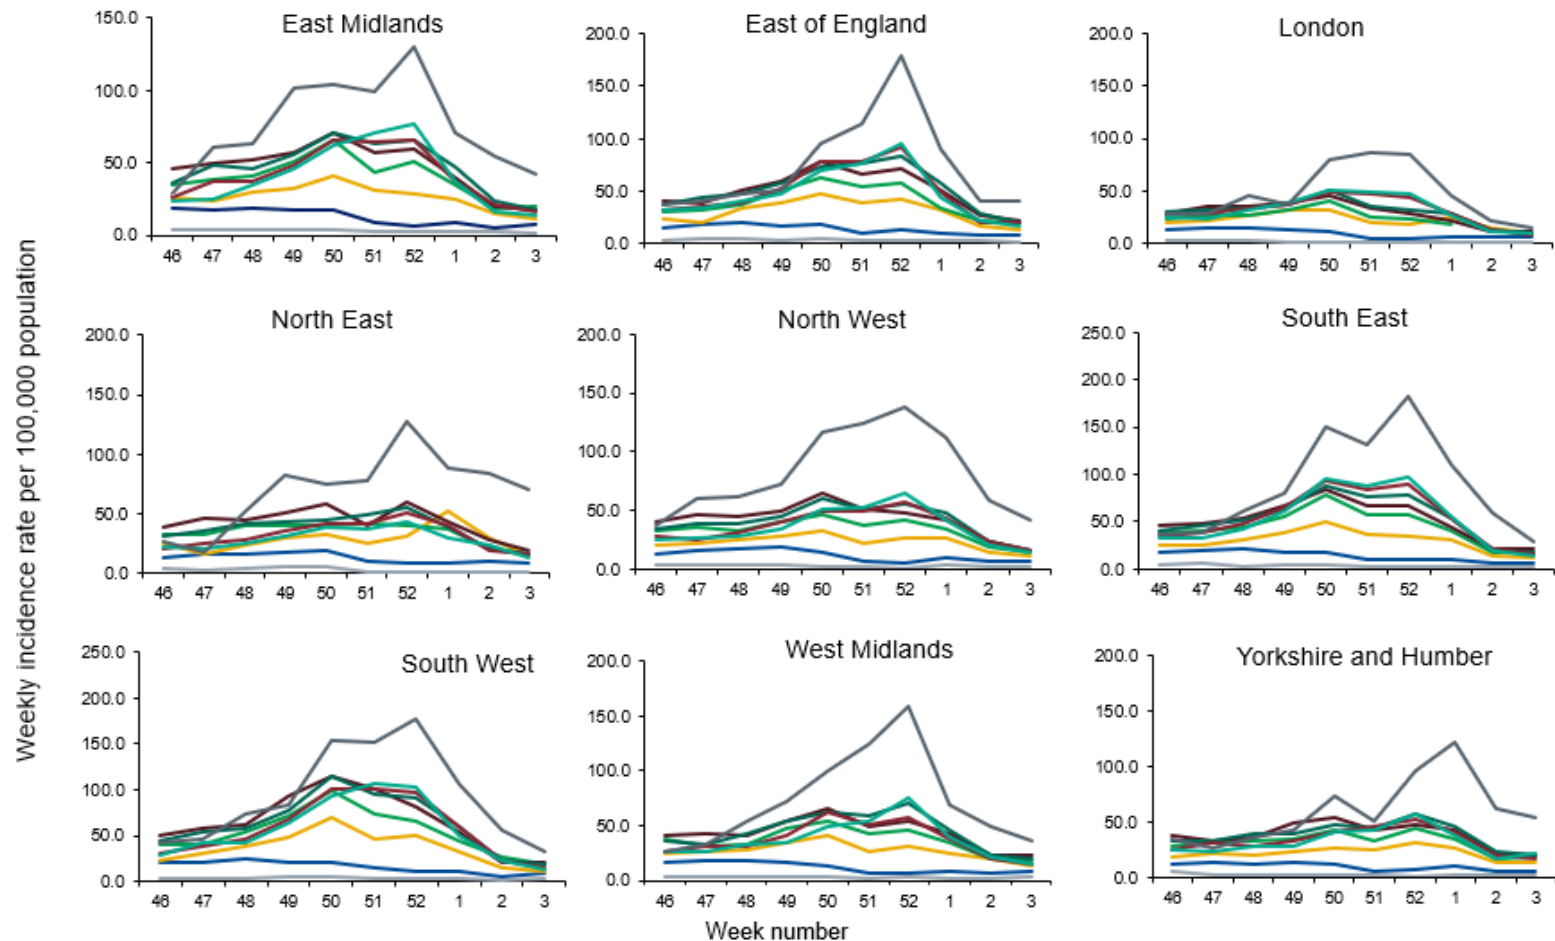 Weekly incidence rate per 100,000 population
East Midlands
150.0
100.0
50.0
0.0
46 47 48 49 50 51 52 1 2 3
East of England
200.0
150.0
100.0
50.0
0.0
46 47 48 49 50 51 52 1 2 3
London
200.0
150.0
100.0
50.0
0.0
46 47 48 49 50 51 52 1 2 3
North East
200.0
150.0
100.0
50.0
0.0
46 47 48 49 50 51 52 1 2 3
North West
200.0
150.0
100.0
50.0
0.0
46 47 48 49 50 51 52 1 2 3
South East
250.0
200.0
150.0
100.0
50.0
0.0
46 47 48 49 50 51 52 1 2 3
South West
250.0
200.0
150.0
100.0
50.0
0.0
46 47 48 49 50 51 52 1 2 3
West Midlands
200.0
150.0
100.0
50.0
0.0
46 47 48 49 50 51 52 1 2 3
Yorkshire and Humber
200.0
150.0
100.0
50.0
0.0
46 47 48 49 50 51 52 1 2 3
Week number